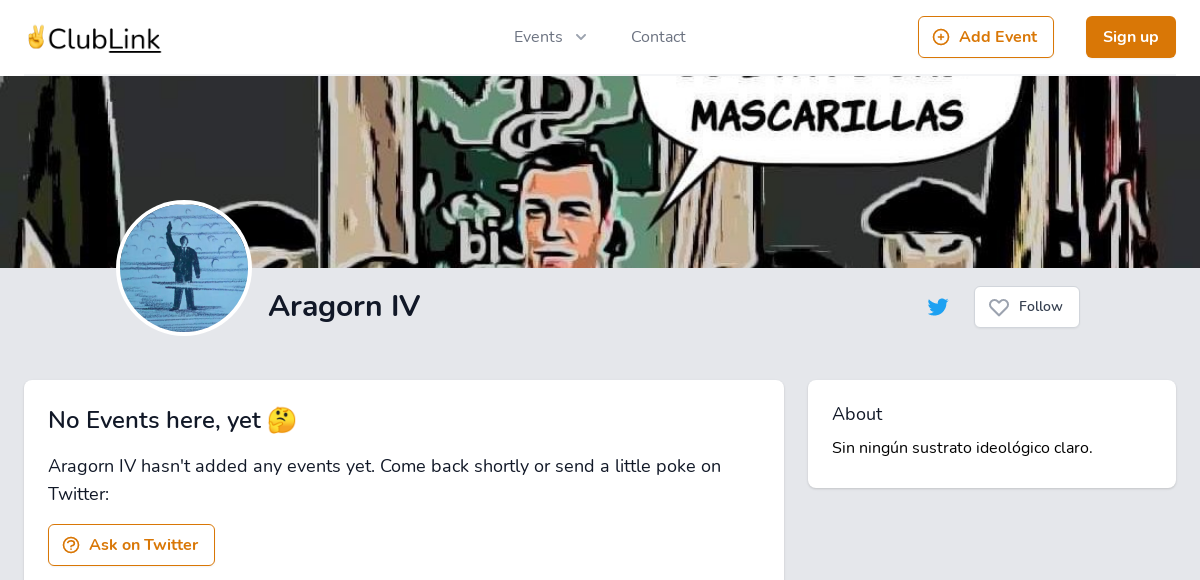 ✌ClubLink
Events
Contact
Add Event
Sign up
MASCARILLAS
bi
Aragorn IV
Follow
No Events here, yet 🤔
Aragorn IV hasn't added any events yet. Come back shortly or send a little poke on
Twitter:
Ask on Twitter
About
Sin ningún sustrato ideológico claro.